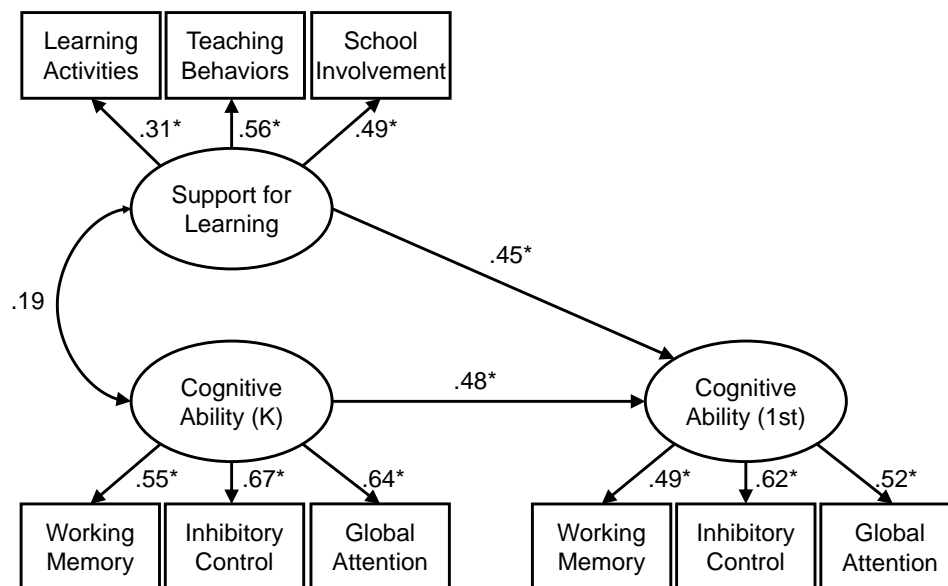 Learning
Activities
Teaching
Behaviors
School
Involvement
.31*
.56*
.49*
Support for
Learning
.45*
.19
Cognitive
Ability (K)
.48*
Cognitive
Ability (1st)
.55*
.67*
.64*
.49*
.62*
.52*
Working
Memory
Inhibitory
Control
Global
Attention
Working
Memory
Inhibitory
Control
Global
Attention